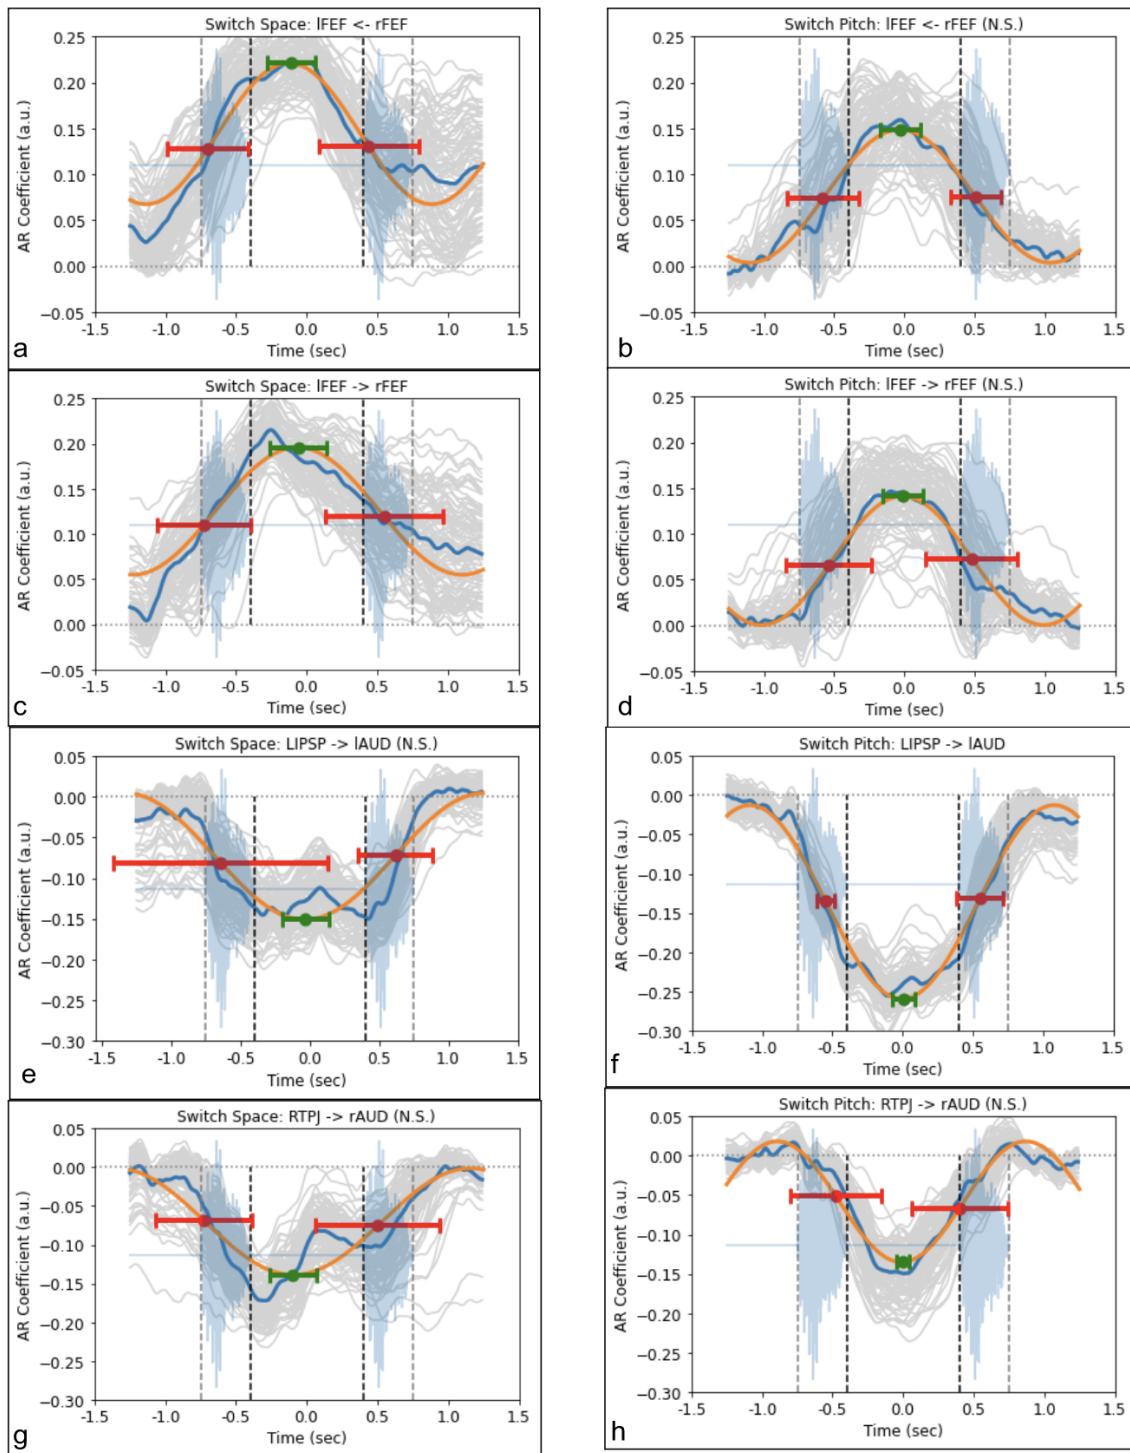 Switch Space: lFEF <- rFEF
0.25
0.20
0.15
0.10
0.05
0.00
−0.05
AR Coefficient (a.u.)
-1.5 -1.0 -0.5 0.0 0.5 1.0 1.5
Time (sec)
a
Switch Pitch: lFEF <- rFEF (N.S.)
0.25
0.20
0.15
0.10
0.05
0.00
−0.05
AR Coefficient (a.u.)
-1.5 -1.0 -0.5 0.0 0.5 1.0 1.5
Time (sec)
b
Switch Space: lFEF -> rFEF
0.25
0.20
0.15
0.10
0.05
0.00
−0.05
AR Coefficient (a.u.)
-1.5 -1.0 -0.5 0.0 0.5 1.0 1.5
Time (sec)
c
Switch Pitch: lFEF -> rFEF (N.S.)
0.25
0.20
0.15
0.10
0.05
0.00
−0.05
AR Coefficient (a.u.)
-1.5 -1.0 -0.5 0.0 0.5 1.0 1.5
Time (sec)
d
Switch Space: LIPSP -> lAUD (N.S.)
0.05
0.00
−0.05
−0.10
−0.15
−0.20
−0.25
−0.30
AR Coefficient (a.u.)
-1.5 -1.0 -0.5 0.0 0.5 1.0 1.5
Time (sec)
e
Switch Pitch: LIPSP -> lAUD
0.05
0.00
−0.05
−0.10
−0.15
−0.20
−0.25
−0.30
AR Coefficient (a.u.)
-1.5 -1.0 -0.5 0.0 0.5 1.0 1.5
Time (sec)
f
Switch Space: RTPJ -> rAUD (N.S.)
0.05
0.00
−0.05
−0.10
−0.15
−0.20
−0.25
−0.30
AR Coefficient (a.u.)
-1.5 -1.0 -0.5 0.0 0.5 1.0 1.5
Time (sec)
g
Switch Pitch: RTPJ -> rAUD (N.S.)
0.05
0.00
−0.05
−0.10
−0.15
−0.20
−0.25
−0.30
AR Coefficient (a.u.)
-1.5 -1.0 -0.5 0.0 0.5 1.0 1.5
Time (sec)
h